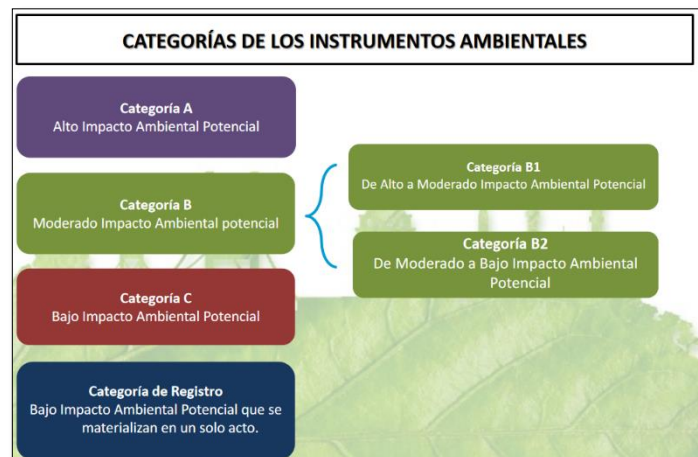 CATEGORÍAS DE LOS INSTRUMENTOS AMBIENTALES
Categoría A
Alto Impacto Ambiental Potencial
Categoría B
Moderado Impacto Ambiental potencial
Categoría B1
De Alto a Moderado Impacto Ambiental Potencial
Categoría B2
De Moderado a Bajo Impacto Ambiental
Potencial
Categoría C
Bajo Impacto Ambiental Potencial
Categoría de Registro
Bajo Impacto Ambiental Potencial que se
materializan en un solo acto.